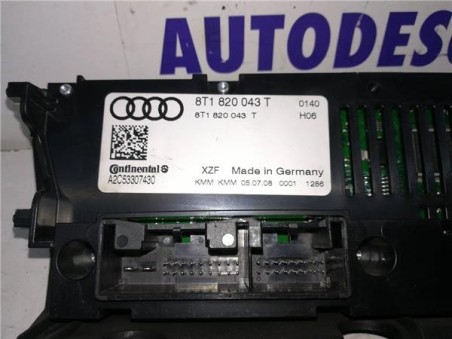 AUTODES
8T1 820 043 T 0140
8T1 820 043 T H06
Continental
A2C53307430
XZF Made in Germany
KMM KMM 05.07.08 0001 1286